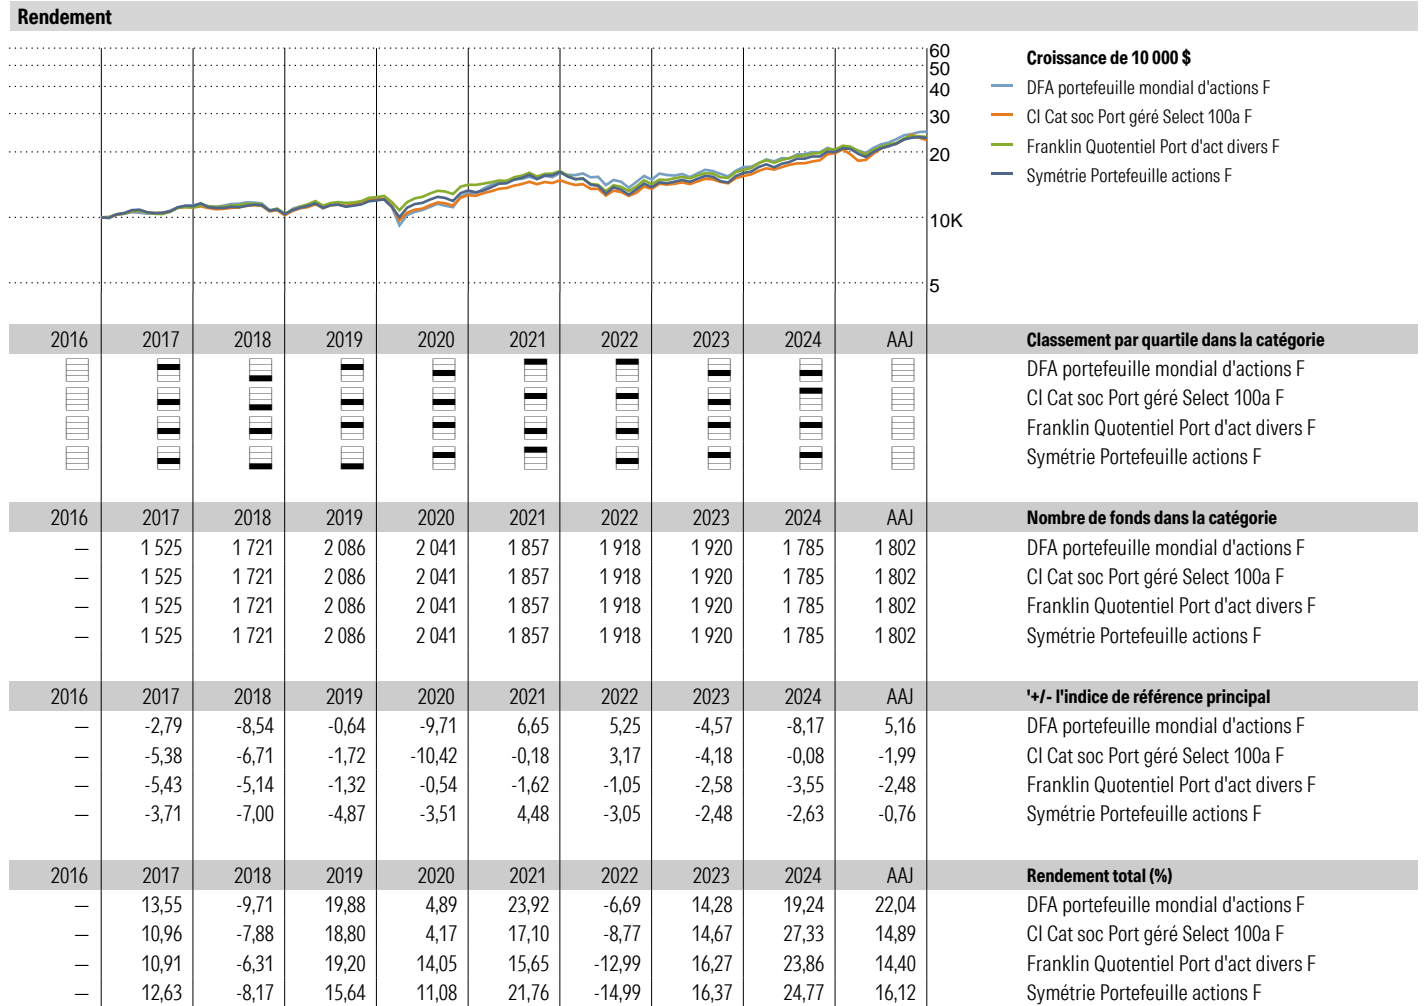 Rendement
60
50
40
30
20
10K
5
Croissance de 10 000 $
DFA portefeuille mondial d'actions F
CI Cat soc Port géré Select 100a F
Franklin Quotentiel Port d'act divers F
Symétrie Portefeuille actions F
2016 2017 2018 2019 2020 2021 2022 2023 2024 AAJ Classement par quartile dans la catégorie
DFA portefeuille mondial d'actions F
CI Cat soc Port géré Select 100a F
Franklin Quotentiel Port d'act divers F
Symétrie Portefeuille actions F
2016 2017 2018 2019 2020 2021 2022 2023 2024 AAJ Nombre de fonds dans la catégorie
— 1 525 1 721 2 086 2 041 1 857 1 918 1 920 1 785 1 802 DFA portefeuille mondial d'actions F
— 1 525 1 721 2 086 2 041 1 857 1 918 1 920 1 785 1 802 CI Cat soc Port géré Select 100a F
— 1 525 1 721 2 086 2 041 1 857 1 918 1 920 1 785 1 802 Franklin Quotentiel Port d'act divers F
— 1 525 1 721 2 086 2 041 1 857 1 918 1 920 1 785 1 802 Symétrie Portefeuille actions F
2016 2017 2018 2019 2020 2021 2022 2023 2024 AAJ '+/- l'indice de référence principal
— -2,79 -8,54 -0,64 -9,71 6,65 5,25 -4,57 -8,17 5,16 DFA portefeuille mondial d'actions F
— -5,38 -6,71 -1,72 -10,42 -0,18 3,17 -4,18 -0,08 -1,99 CI Cat soc Port géré Select 100a F
— -5,43 -5,14 -1,32 -0,54 -1,62 -1,05 -2,58 -3,55 -2,48 Franklin Quotentiel Port d'act divers F
— -3,71 -7,00 -4,87 -3,51 4,48 -3,05 -2,48 -2,63 -0,76 Symétrie Portefeuille actions F
2016 2017 2018 2019 2020 2021 2022 2023 2024 AAJ Rendement total (%)
— 13,55 -9,71 19,88 4,89 23,92 -6,69 14,28 19,24 22,04 DFA portefeuille mondial d'actions F
— 10,96 -7,88 18,80 4,17 17,10 -8,77 14,67 27,33 14,89 CI Cat soc Port géré Select 100a F
— 10,91 -6,31 19,20 14,05 15,65 -12,99 16,27 23,86 14,40 Franklin Quotentiel Port d'act divers F
— 12,63 -8,17 15,64 11,08 21,76 -14,99 16,37 24,77 16,12 Symétrie Portefeuille actions F